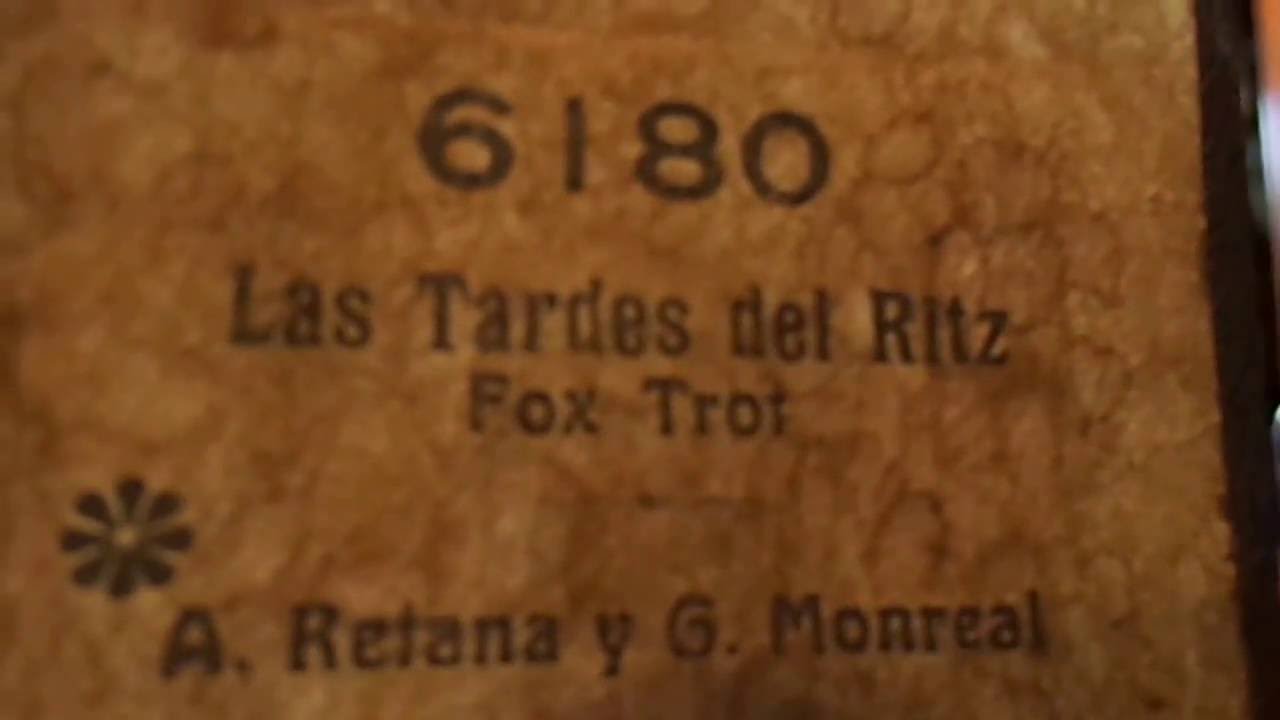 6180
Las Tardes del Ritz
Fox Trot
A. Retana y G. Monreal